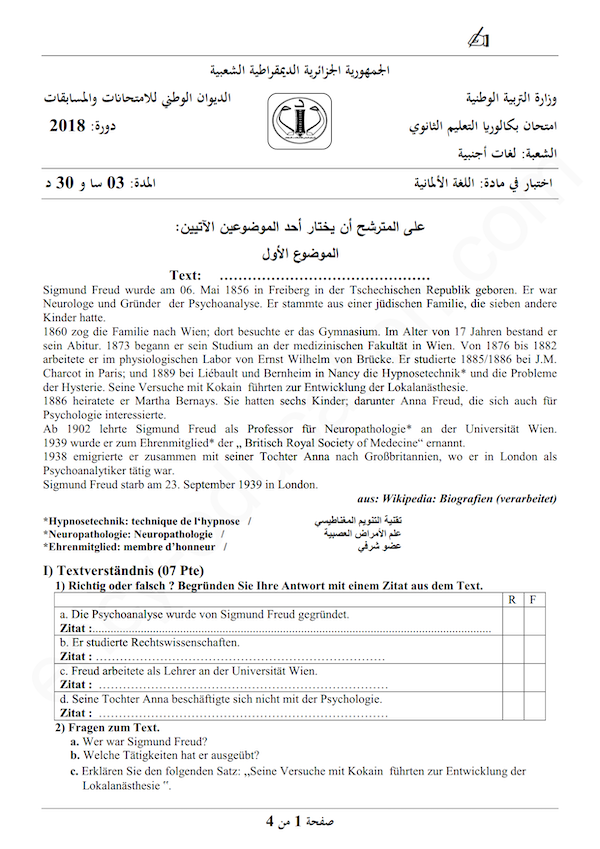 الجمهورية الجزائرية الديمقراطية الشعبية
وزارة التربية الوطنية
الديوان الوطني للامتحانات والمسابقات
امتحان بكالوريا التعليم الثانوي
دورة: 2018
الشعبة: لغات أجنبية
اختبار في مادة: اللغة الألمانية
المدة: 03 سا و 30 د
على المترشح أن يختار أحد الموضوعين الآتيين:
الموضوع الأول
Text: ……………………………………
Sigmund Freud wurde am 06. Mai 1856 in Freiberg in der Tschechischen Republik geboren. Er war
Neurologe und Gründer der Psychoanalyse. Er stammte aus einer jüdischen Familie, die sieben andere
Kinder hatte.
1860 zog die Familie nach Wien; dort besuchte er das Gymnasium. Im Alter von 17 Jahren bestand er
sein Abitur. 1873 begann er sein Studium an der medizinischen Fakultät in Wien. Von 1876 bis 1882
arbeitete er im physiologischen Labor von Ernst Wilhelm von Brücke. Er studierte 1885/1886 bei J.M.
Charcot in Paris; und 1889 bei Liébault und Bernheim in Nancy die Hypnosetechnik* und die Probleme
der Hysterie. Seine Versuche mit Kokain führten zur Entwicklung der Lokalanästhesie.
1886 heiratete er Martha Bernays. Sie hatten sechs Kinder; darunter Anna Freud, die sich auch für
Psychologie interessierte.
Ab 1902 lehrte Sigmund Freud als Professor für Neuropathologie* an der Universität Wien.
1939 wurde er zum Ehrenmitglied* der „ Britisch Royal Society of Medecine“ ernannt.
1938 emigrierte er zusammen mit seiner Tochter Anna nach Großbritannien, wo er in London als
Psychoanalytiker tätig war.
Sigmund Freud starb am 23. September 1939 in London.
aus: Wikipedia: Biografien (verarbeitet)
*Hypnosetechnik: technique de l‘hypnose / تقنية التنويم المغناطيسي
*Neuropathologie: Neuropathologie / علم الأمراض العصبية
*Ehrenmitglied: membre d’honneur / عضو شرفي
I) Textverständnis (07 Pte)
1) Richtig oder falsch ? Begründen Sie Ihre Antwort mit einem Zitat aus dem Text.
R F
a. Die Psychoanalyse wurde von Sigmund Freud gegründet.
Zitat :...............................................................................
b. Er studierte Rechtswissenschaften.
Zitat : ……………………………………………………
c. Freud arbeitete als Lehrer an der Universität Wien.
Zitat : ……………………………………………………
d. Seine Tochter Anna beschäftigte sich nicht mit der Psychologie.
Zitat : ……………………………………………………
2) Fragen zum Text.
a. Wer war Sigmund Freud?
b. Welche Tätigkeiten hat er ausgeübt?
c. Erklären Sie den folgenden Satz: „Seine Versuche mit Kokain führten zur Entwicklung der
Lokalanästhesie ”.
صفحة 1 من 4